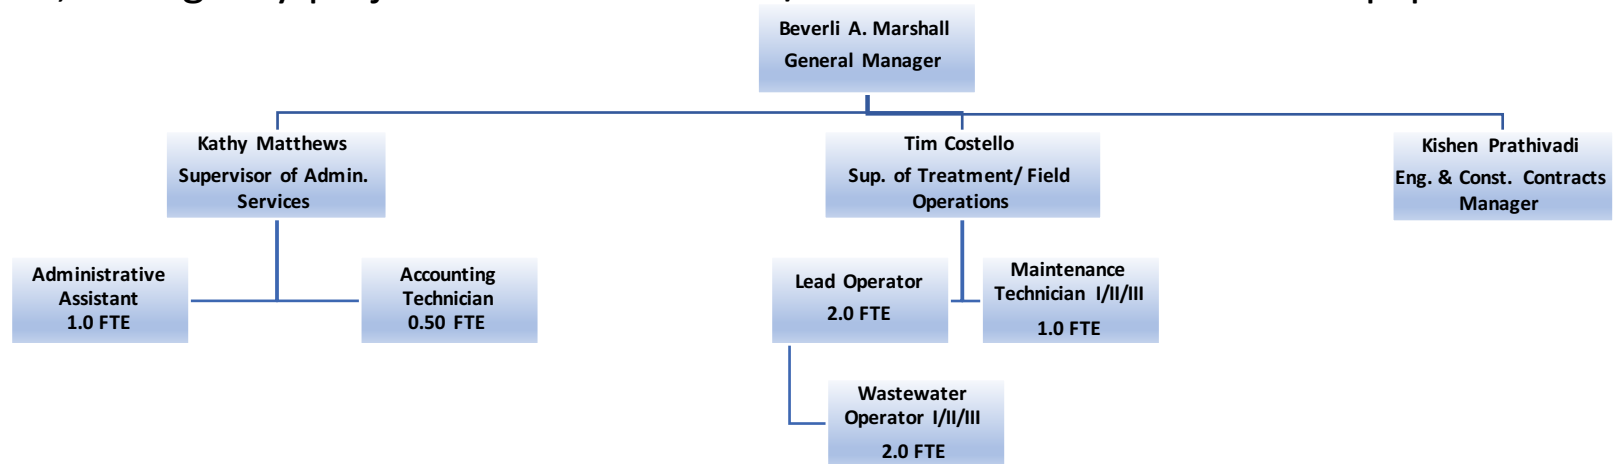 Beverli A. Marshall
General Manager
Kathy Matthews
Supervisor of Admin.
Services
Tim Costello
Sup. of Treatment/ Field
Operations
Kishen Prathivadi
Eng. & Const. Contracts
Manager
Administrative
Assistant
1.0 FTE
Accounting
Technician
0.50 FTE
Lead Operator
2.0 FTE
Maintenance
Technician I/II/III
1.0 FTE
Wastewater
Operator I/II/III
2.0 FTE